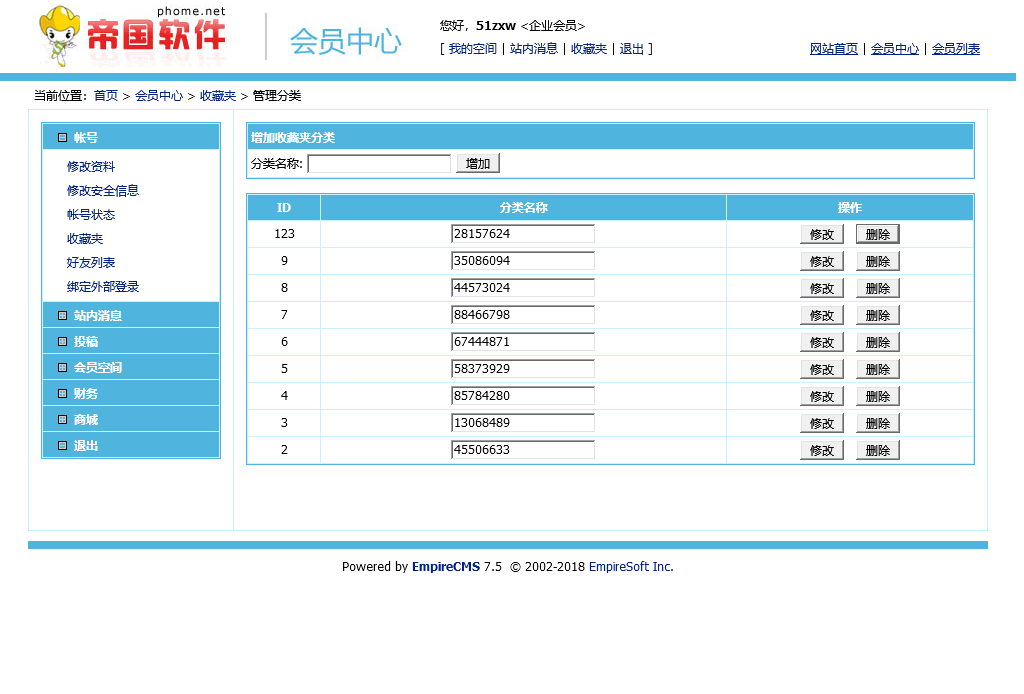 phome.net
帝国软件
会员中心
您好，51zxw <企业会员>
[ 我的空间 | 站内消息 | 收藏夹 | 退出 ]
网站首页 | 会员中心 | 会员列表
当前位置：首页 > 会员中心 > 收藏夹 > 管理分类
帐号
修改资料
修改安全信息
帐号状态
收藏夹
好友列表
绑定外部登录
站内消息
投稿
会员空间
财务
商城
退出
增加收藏夹分类
分类名称: 增加
ID 分类名称 操作
123 28157624 修改 删除
9 35086094 修改 删除
8 44573024 修改 删除
7 88466798 修改 删除
6 67444871 修改 删除
5 58373929 修改 删除
4 85784280 修改 删除
3 13068489 修改 删除
2 45506633 修改 删除
Powered by EmpireCMS 7.5 © 2002-2018 EmpireSoft Inc.